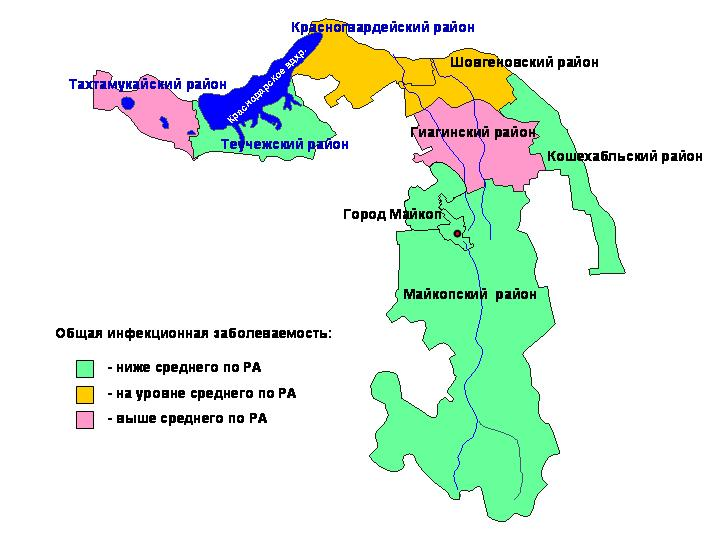 Красногвардейский район
Шовгеновский район
Тахтамукайский район
Краснодарское вдхр.
Теучежский район
Гиагинский район
Кошехабльский район
Город Майкоп
Майкопский район
Общая инфекционная заболеваемость:
- ниже среднего по РА
- на уровне среднего по РА
- выше среднего по РА